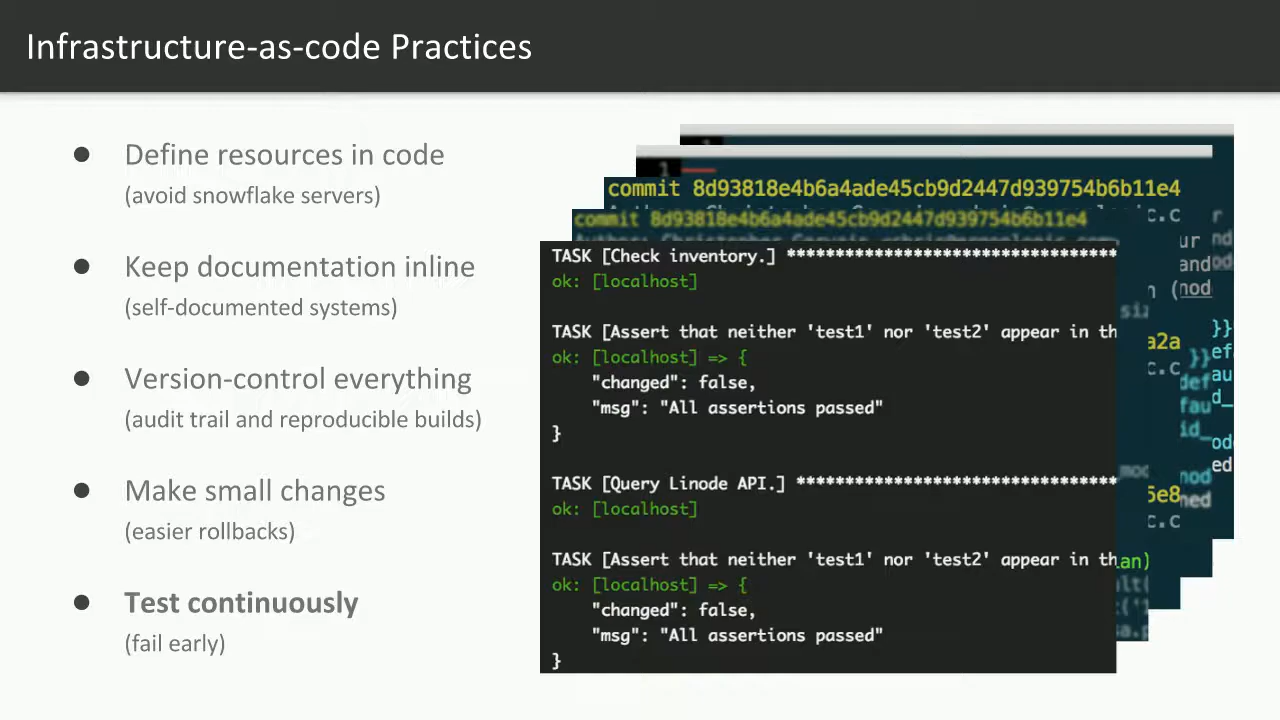 Infrastructure-as-code Practices
● Define resources in code
(avoid snowflake servers)
● Keep documentation inline
(self-documented systems)
● Version-control everything
(audit trail and reproducible builds)
● Make small changes
(easier rollbacks)
● Test continuously
(fail early)
1
commit 8d93818e4b6a4ade45cb9d2447d939754b6b11e4
commit 8d93818e4b6a4ade45cb9d2447d939754b6b11e4
TASK [Check inventory.] **********************************
ok: [localhost]
TASK [Assert that neither 'test1' nor 'test2' appear in th
ok: [localhost] => {
"changed": false,
"msg": "All assertions passed"
}
TASK [Query Linode API.] *********************************
ok: [localhost]
TASK [Assert that neither 'test1' nor 'test2' appear in th
ok: [localhost] => {
"changed": false,
"msg": "All assertions passed"
}